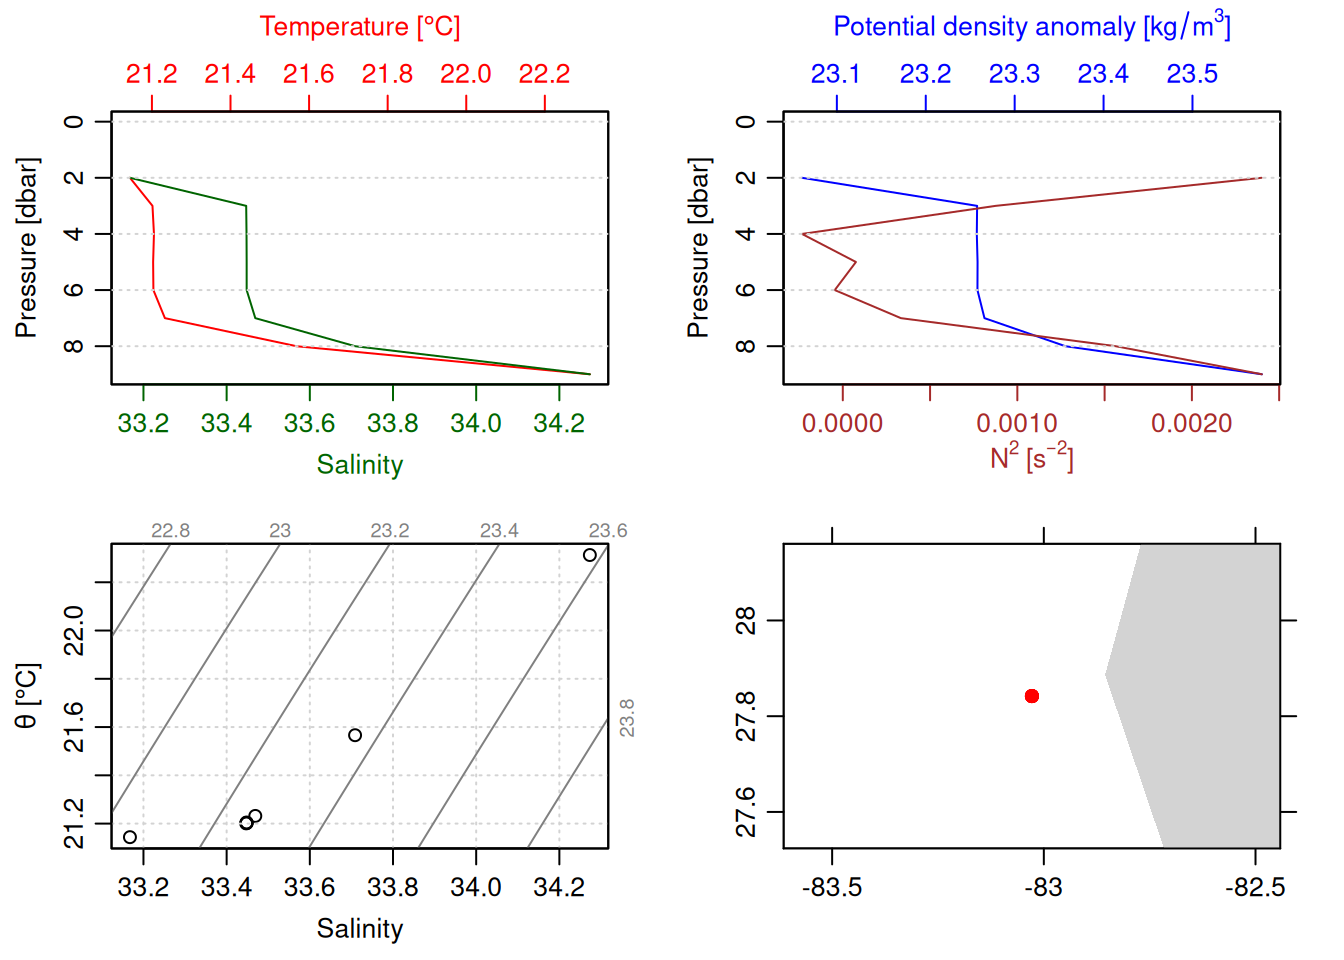 Temperature [°C]
21.2 21.4 21.6 21.8 22.0 22.2
Pressure [dbar]
0
2
4
6
8
33.2 33.4 33.6 33.8 34.0 34.2
Salinity
Potential density anomaly [kg/m³]
23.1 23.2 23.3 23.4 23.5
Pressure [dbar]
0
2
4
6
8
0.0000 0.0010 0.0020
N² [s⁻²]
22.8 23 23.2 23.4 23.6
23.8
θ [°C]
22.0
21.6
21.2
33.2 33.4 33.6 33.8 34.0 34.2
Salinity
28
27.8
27.6
-83.5 -83 -82.5